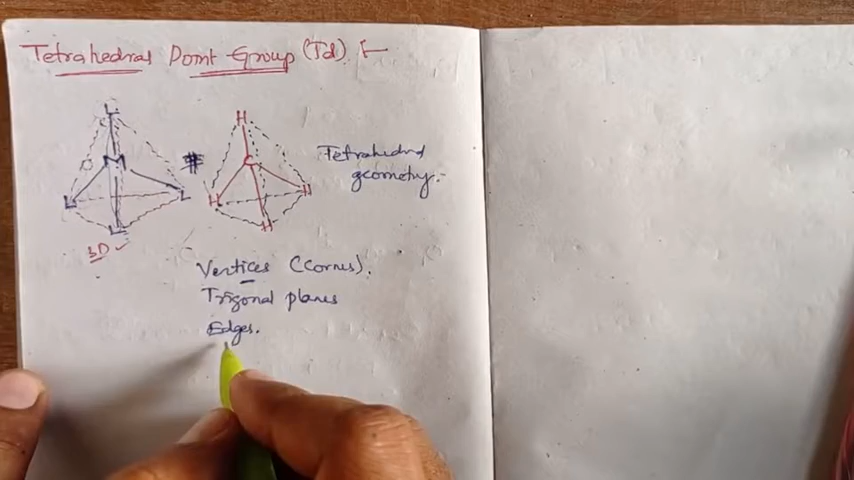 Tetrahedral Point Group (Td) :-
L
M
L
L
L
3D ✓
#
H
C
H
H
H
Tetrahedral
geometry:-
Vertices (Corners).
Trigonal planes
Edges.